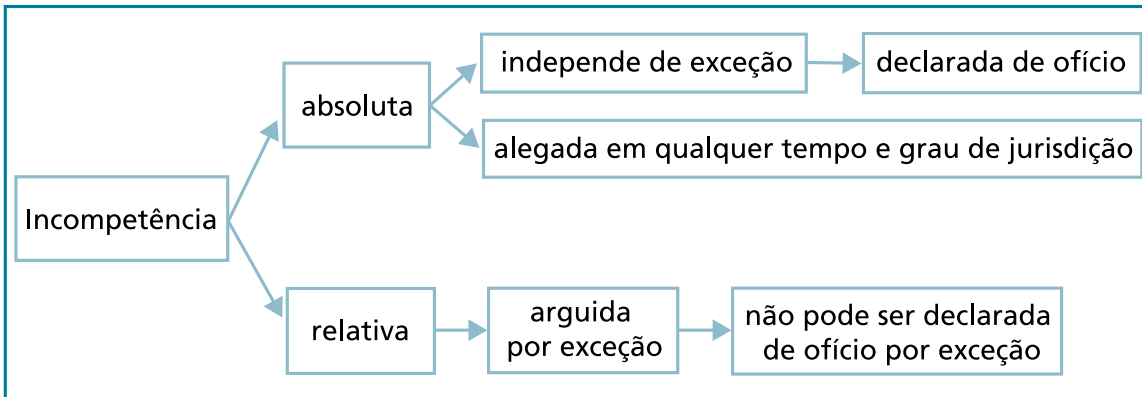 independe de exceção
declarada de ofício
absoluta
alegada em qualquer tempo e grau de jurisdição
Incompetência
relativa
arguida
por exceção
não pode ser declarada
de ofício por exceção